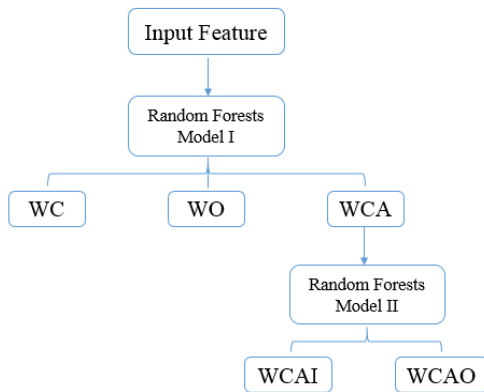 Input Feature
Random Forests
Model I
WC
WO
WCA
Random Forests
Model II
WCAI
WCAO